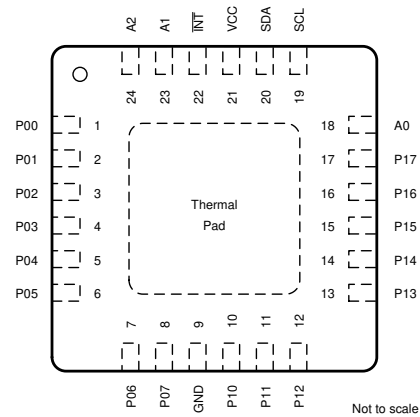 A2 A1 INT VCC SDA SCL
24 23 22 21 20 19
P00 1 18 A0
P01 2 17 P17
P02 3 16 P16
P03 4 15 P15
P04 5 14 P14
P05 6 13 P13
Thermal
Pad
7 8 9 10 11 12
P06 P07 GND P10 P11 P12
Not to scale